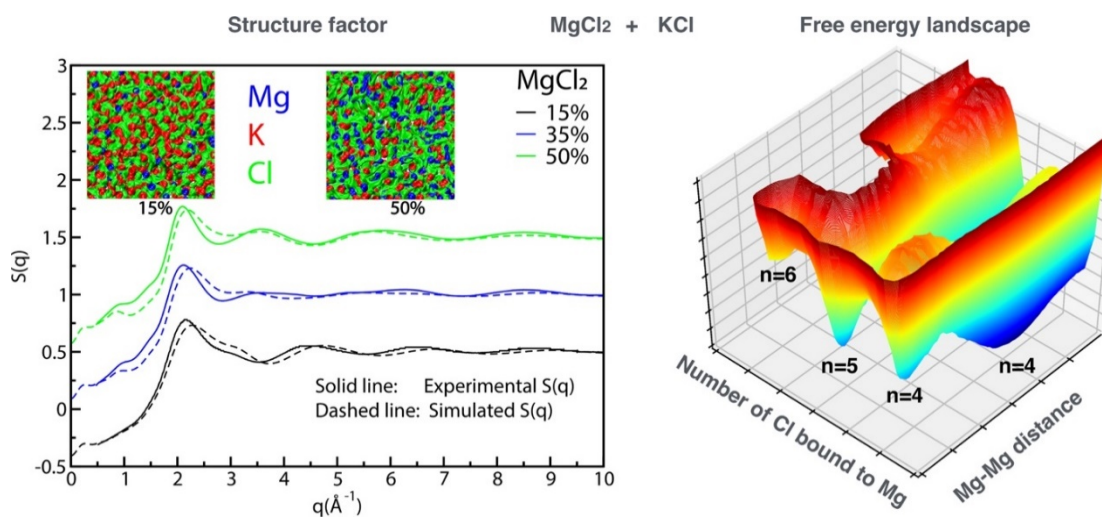 Structure factor
MgCl2 + KCl
Free energy landscape
3
2.5
2
1.5
1
0.5
0
-0.5
S(q)
Mg
K
Cl
15%
50%
MgCl2
15%
35%
50%
Solid line: Experimental S(q)
Dashed line: Simulated S(q)
0 1 2 3 4 5 6 7 8 9 10
q(Å-1)
n=6
n=5
n=4
n=4
Number of Cl bound to Mg
Mg-Mg distance